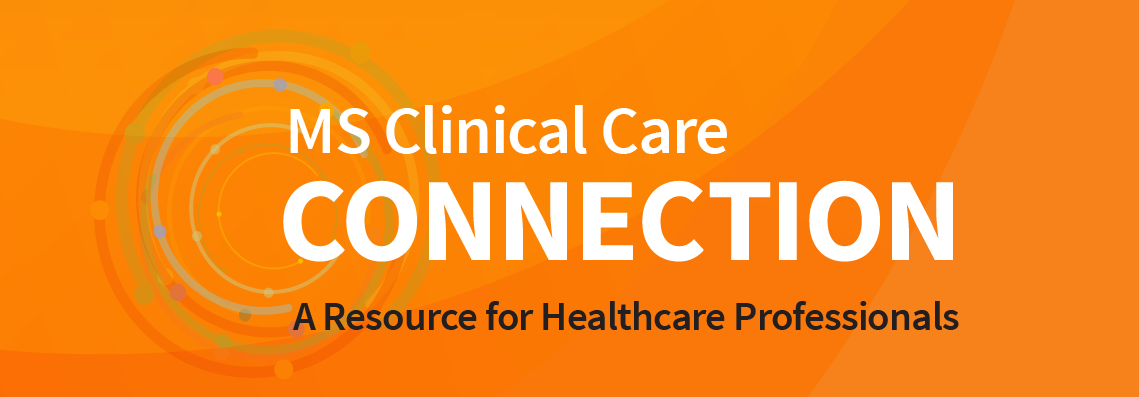 MS Clinical Care
CONNECTION
A Resource for Healthcare Professionals